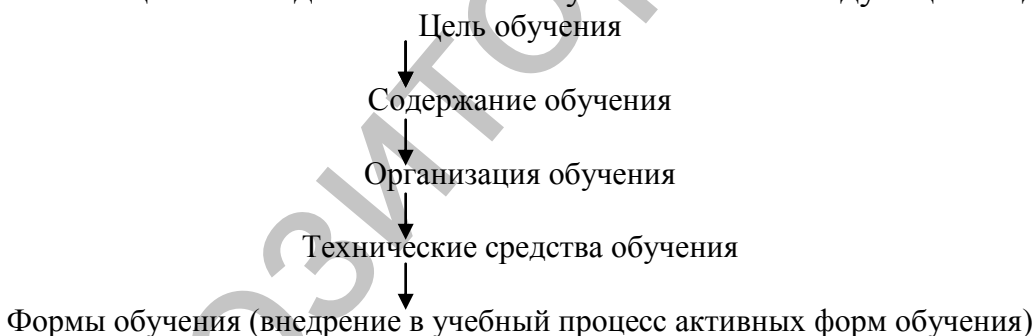 Цель обучения
Содержание обучения
Организация обучения
Технические средства обучения
Формы обучения (внедрение в учебный процесс активных форм обучения)